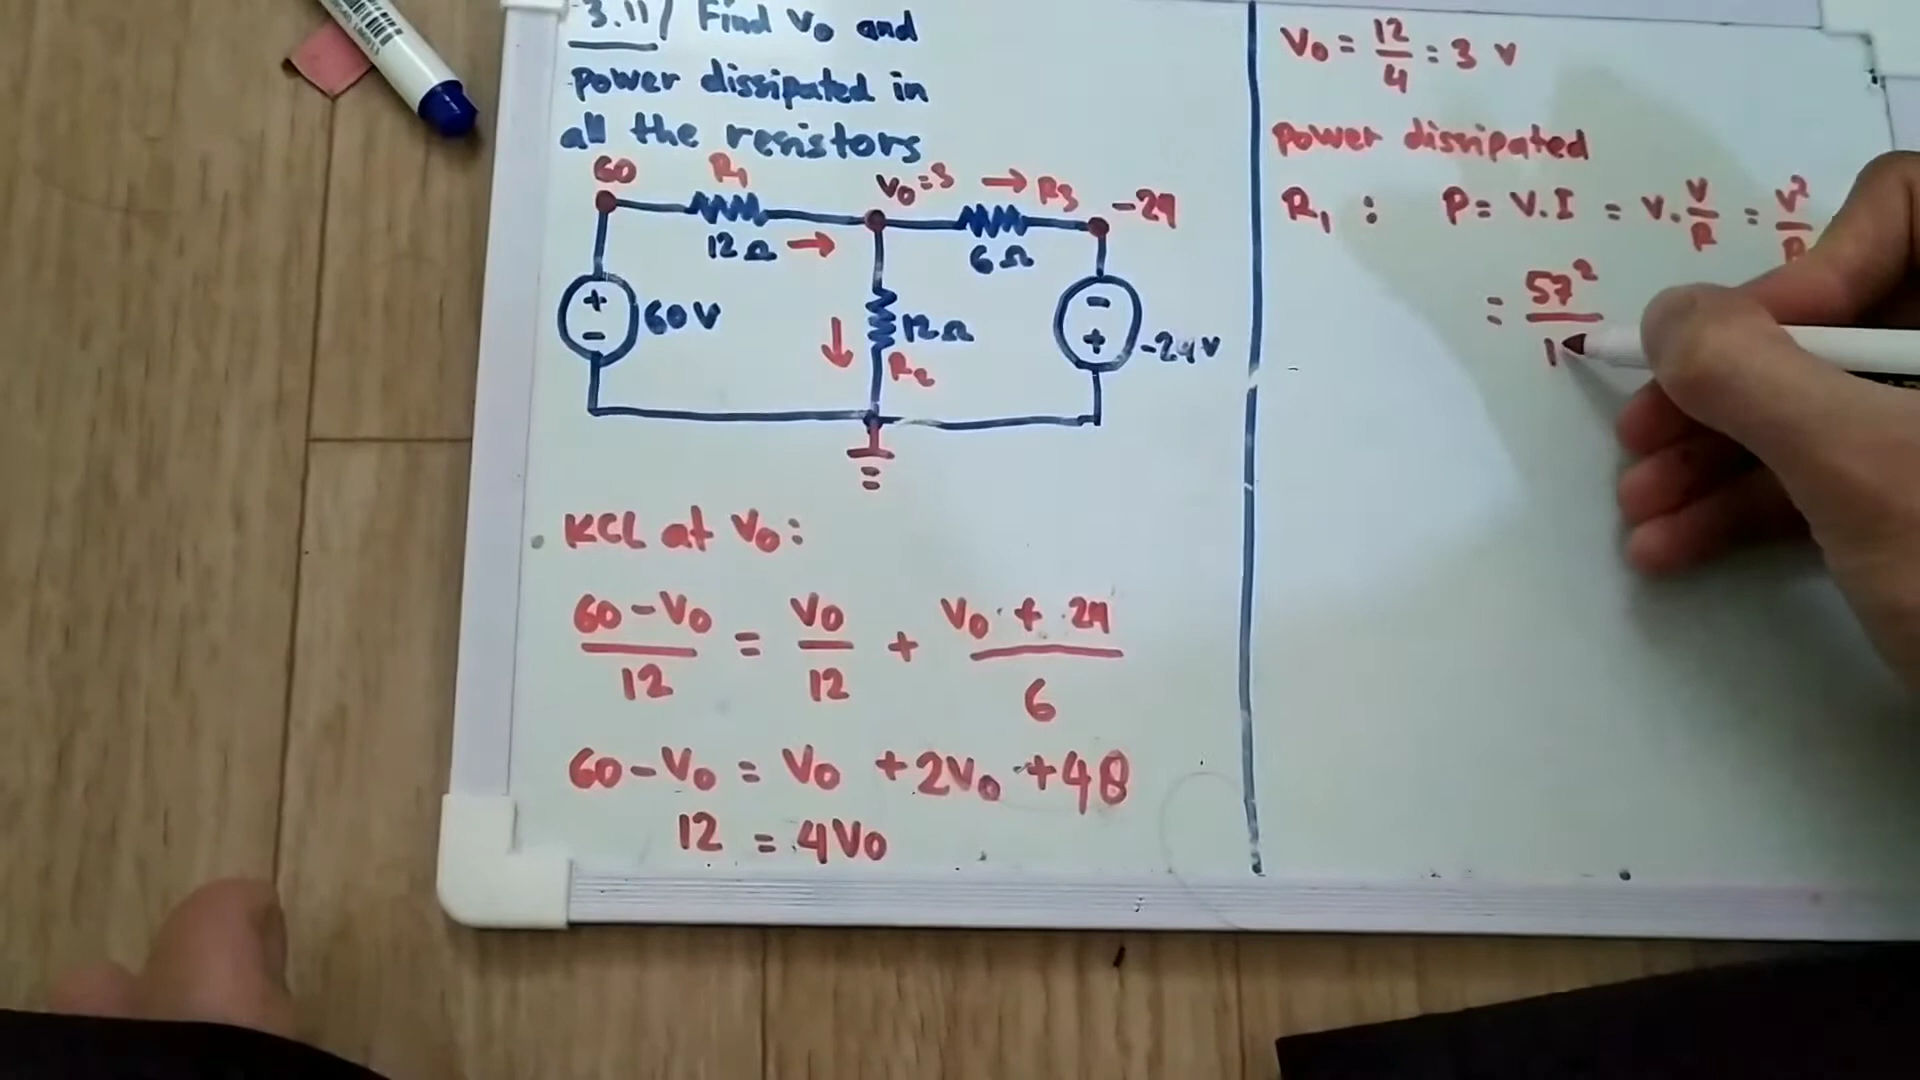 3.11/ Find V0 and
power dissipated in
all the resistors
60 R1 V0=3 → R3 -24
12Ω → 6Ω
+
-
60V
↓ 12Ω
R2
-
+
-24V
KCL at V0:
60-V0/12 = V0/12 + V0+24/6
60-V0 = V0 +2V0 +48
12 = 4V0
V0 = 12/4 = 3 V
power dissipated
R1 : P= V.I = V.V/R = V²/R
= 57²/1